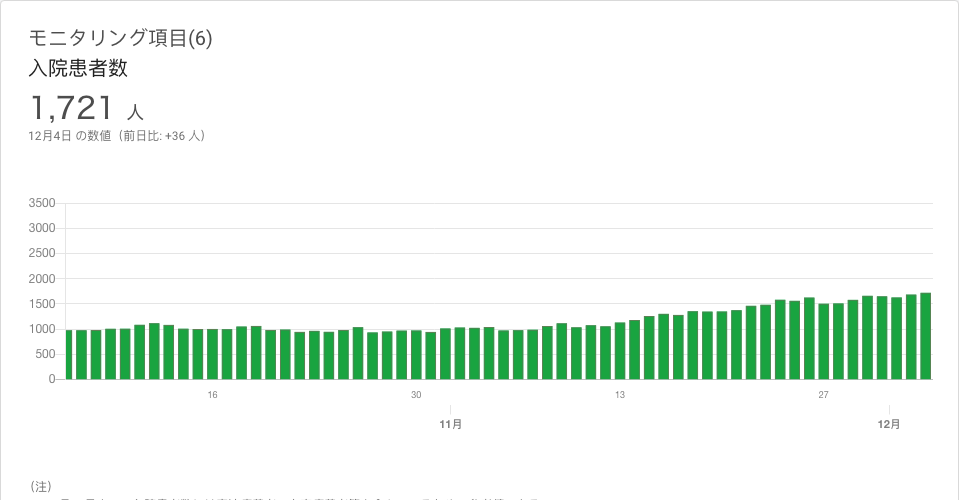 モニタリング項目(6)
入院患者数
1,721 人
12月4日 の数値（前日比: +36 人）
3500
3000
2500
2000
1500
1000
500
0
16
30
13
27
11月
12月
（注）